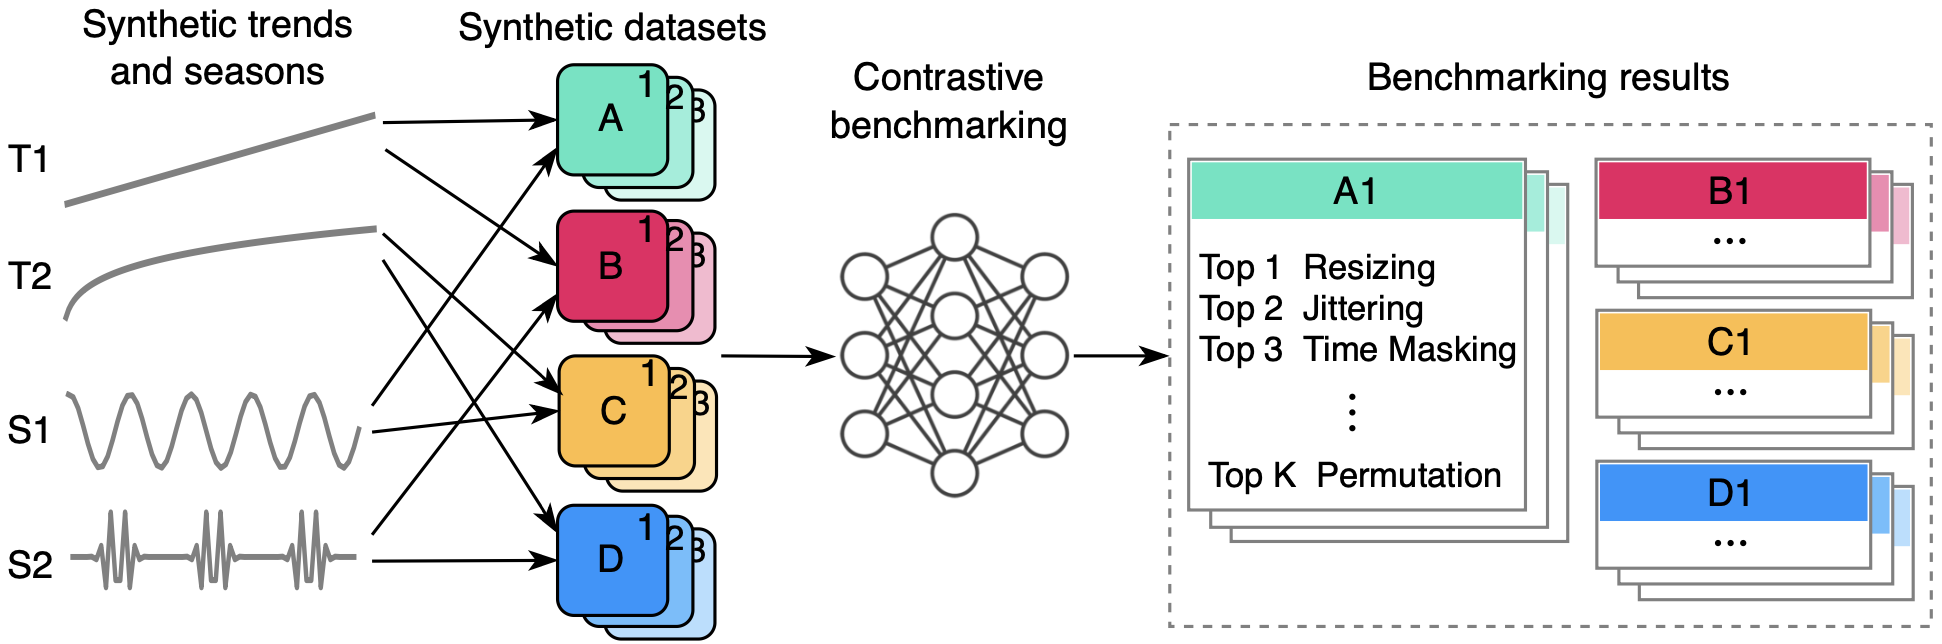 Synthetic trends
and seasons
T1
T2
S1
S2
Synthetic datasets
A 1 2 3
B 1 2 3
C 1 2 3
D 1 2 3
Contrastive
benchmarking
Benchmarking results
A1
Top 1 Resizing
Top 2 Jittering
Top 3 Time Masking
⋮
Top K Permutation
B1
...
C1
...
D1
...